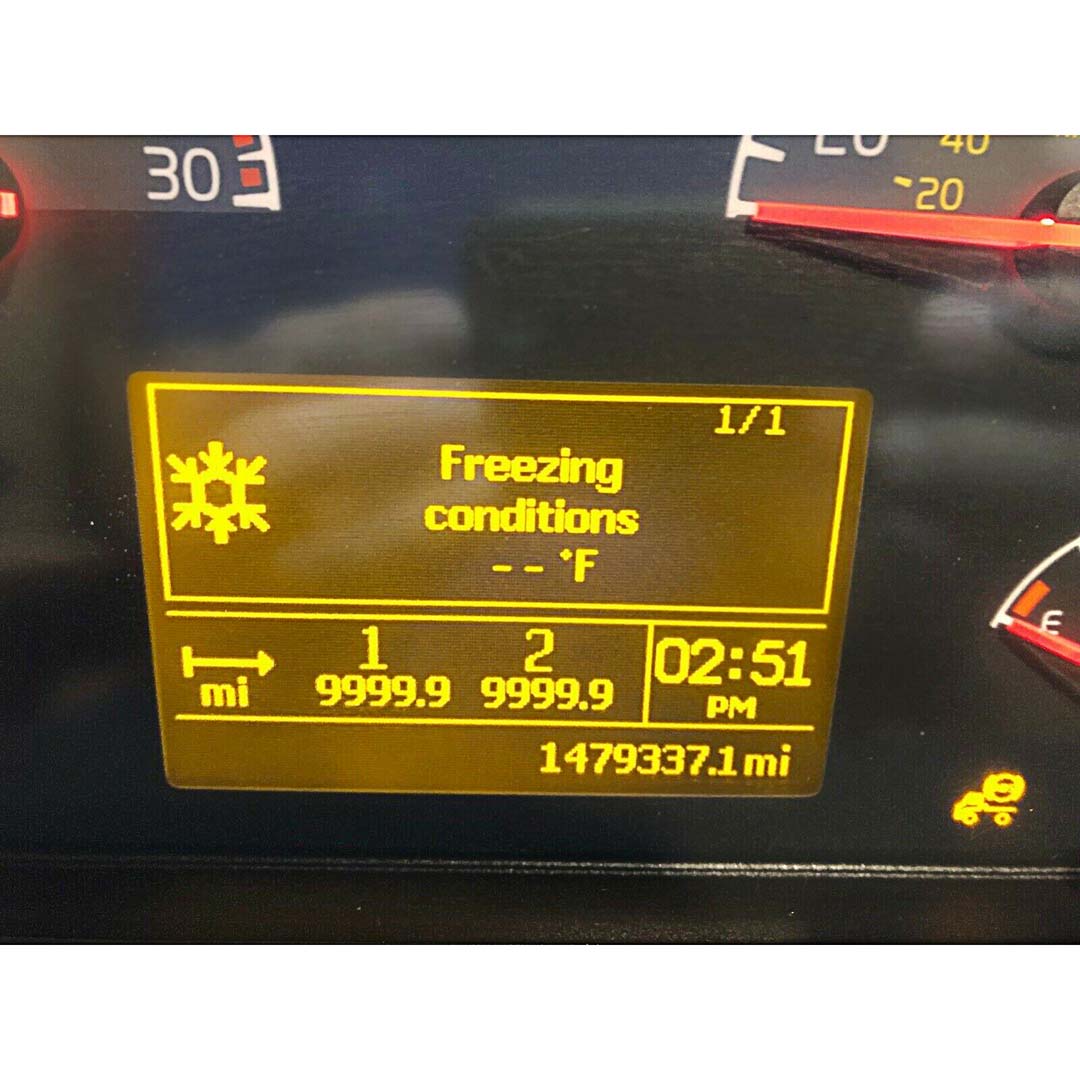 30
20
40
20
1/1
Freezing
conditions
-- °F
1 2
mi 9999.9 9999.9
02:51
PM
1479337.1 mi
E